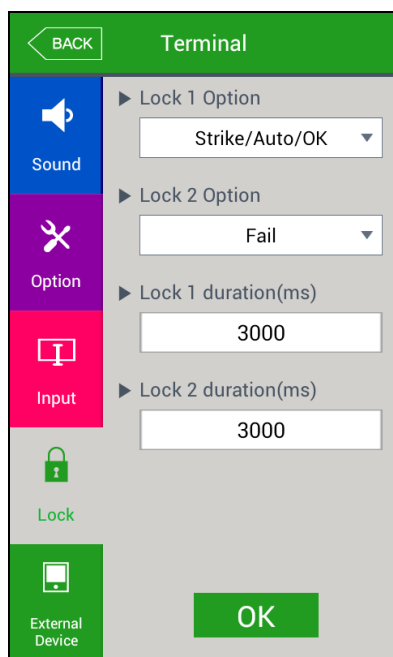 BACK
Terminal
Sound
Option
Input
Lock
External
Device
▶ Lock 1 Option
Strike/Auto/OK
▶ Lock 2 Option
Fail
▶ Lock 1 duration(ms)
3000
▶ Lock 2 duration(ms)
3000
OK